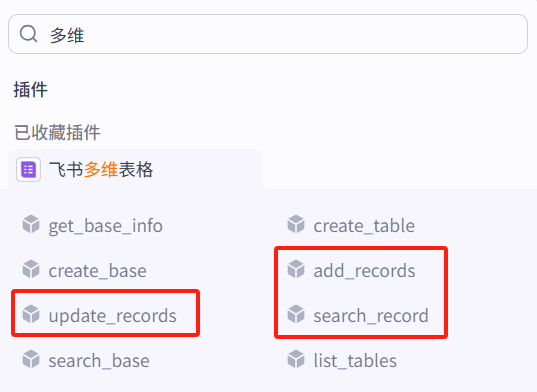 多维
插件
已收藏插件
飞书多维表格
get_base_info
create_table
create_base
add_records
update_records
search_record
search_base
list_tables